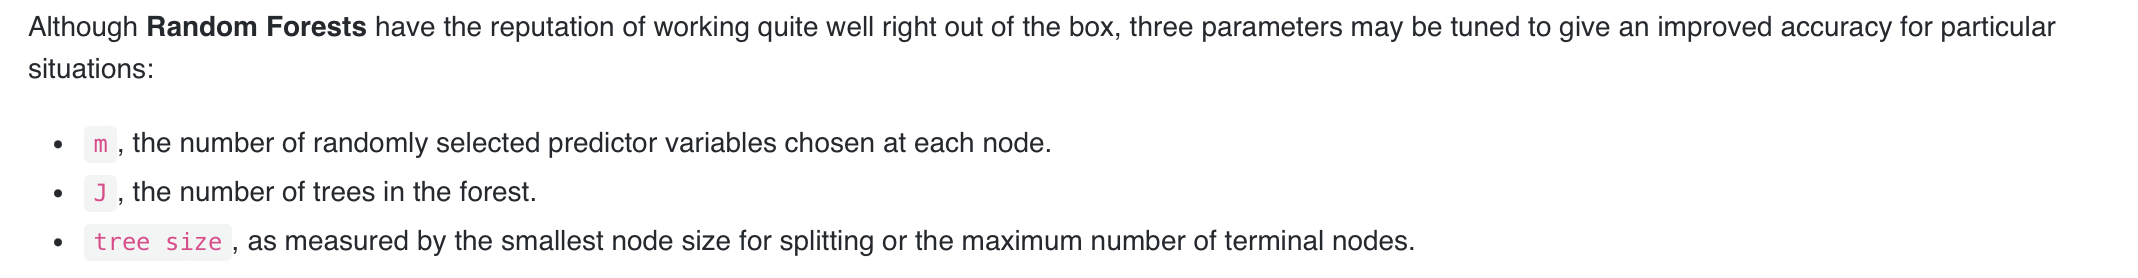 Although Random Forests have the reputation of working quite well right out of the box, three parameters may be tuned to give an improved accuracy for particular
situations:
• m, the number of randomly selected predictor variables chosen at each node.
• J, the number of trees in the forest.
• tree size, as measured by the smallest node size for splitting or the maximum number of terminal nodes.